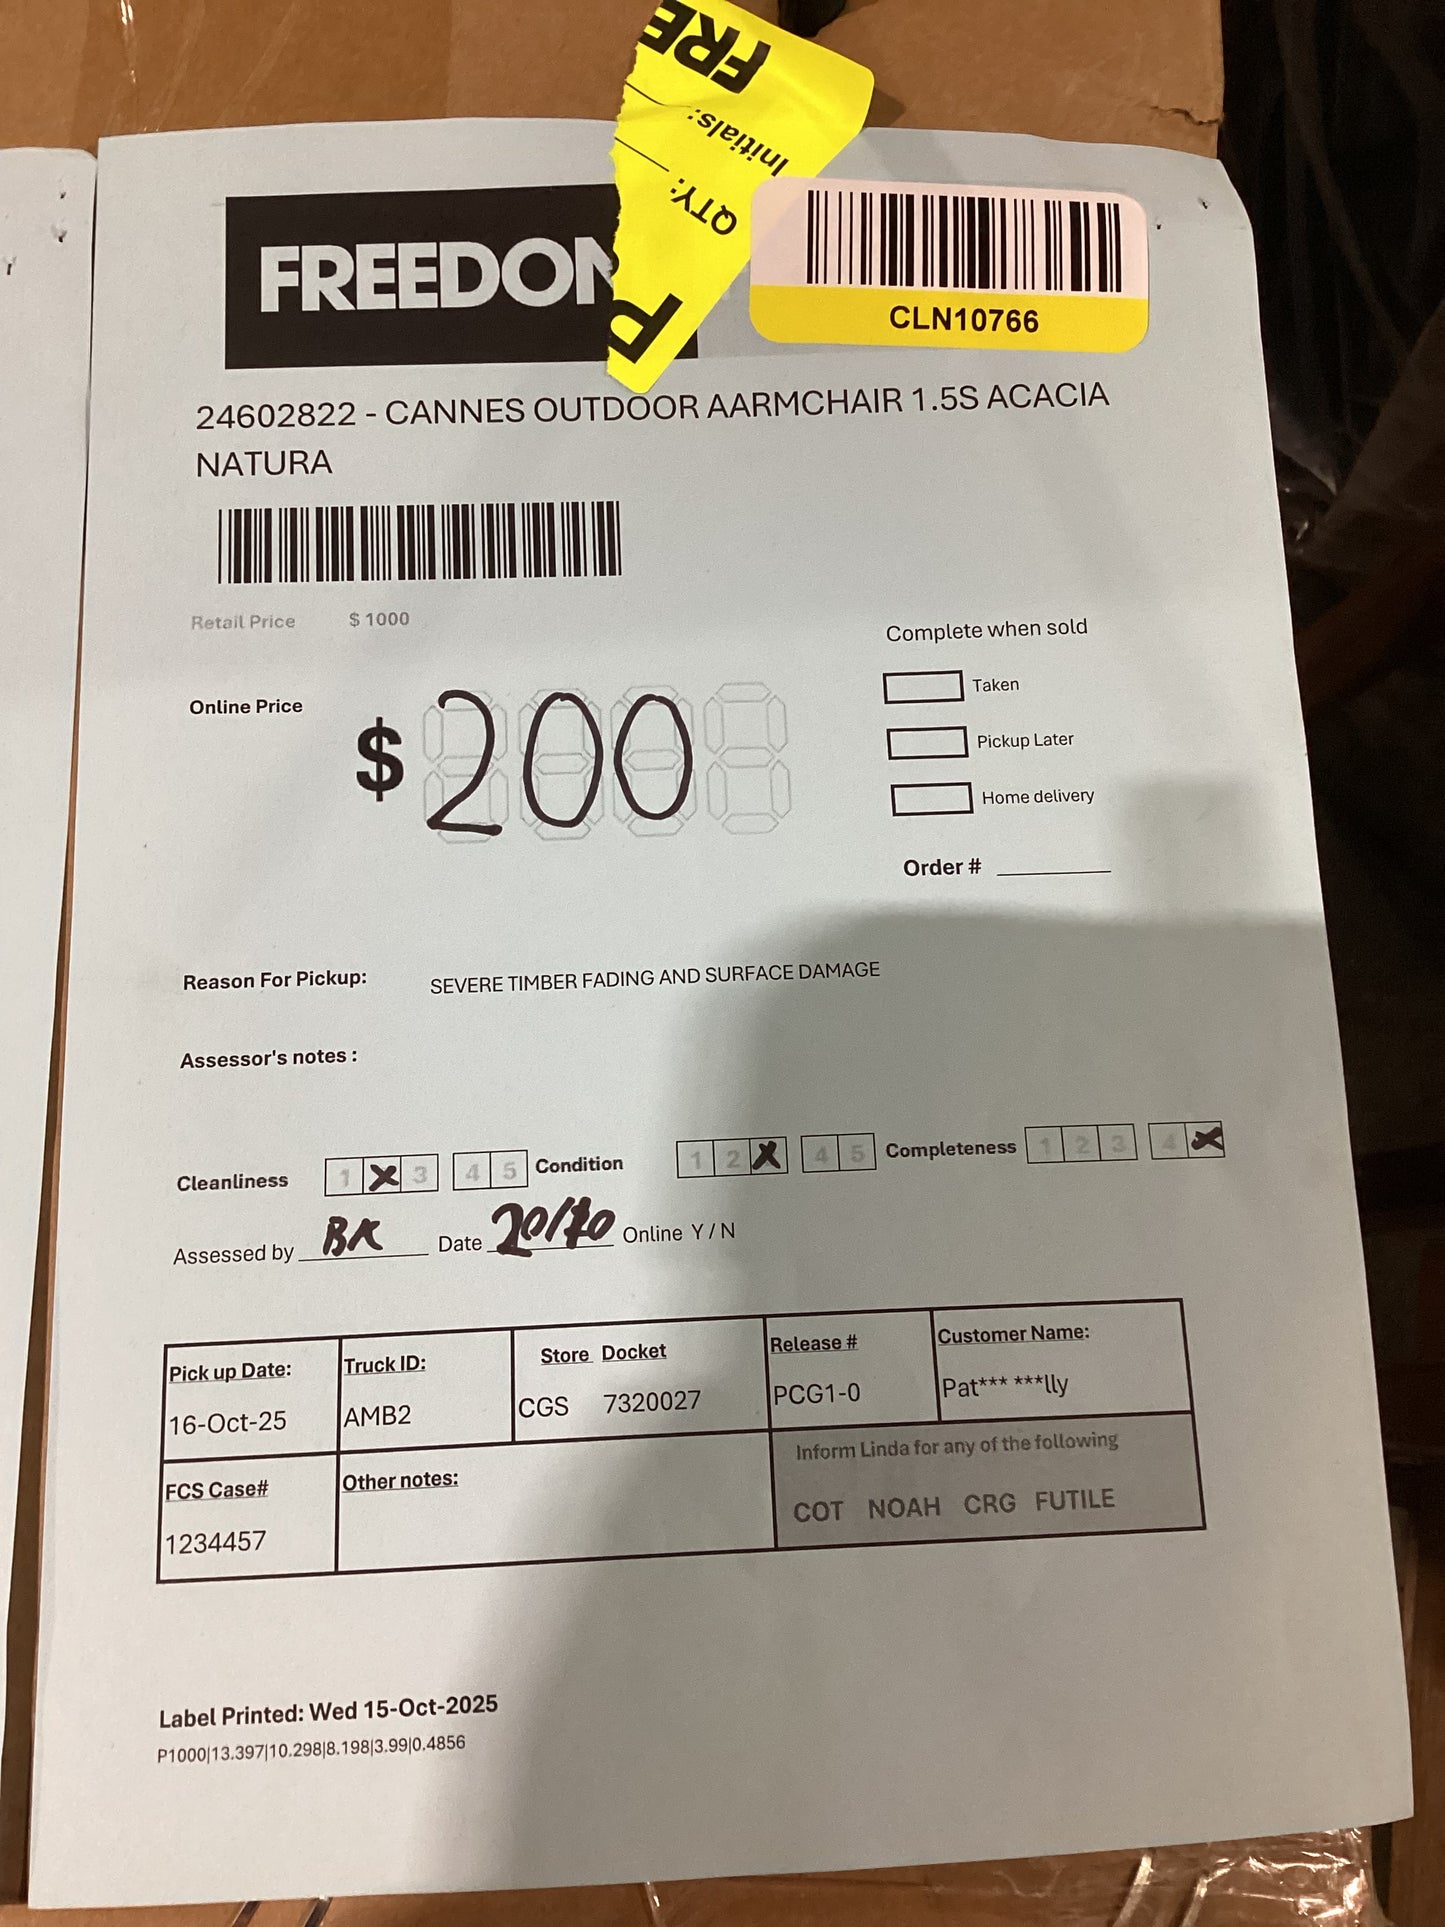 FRE
Initials:
QTY:
P
FREEDOM
CLN10766
24602822 - CANNES OUTDOOR AARMCHAIR 1.5S ACACIA
NATURA
Retail Price $ 1000
Complete when sold
Online Price $ 200
Taken
Pickup Later
Home delivery
Order #
Reason For Pickup: SEVERE TIMBER FADING AND SURFACE DAMAGE
Assessor's notes :
Cleanliness 1 X 3 4 5 Condition 1 2 X 4 5 Completeness 1 2 3 4 X
Assessed by BK Date 20/10 Online Y / N
Pick up Date: Truck ID: Store Docket Release # Customer Name:
16-Oct-25 AMB2 CGS 7320027 PCG1-0 Pat*** ***lly
FCS Case# Other notes: Inform Linda for any of the following
1234457 COT NOAH CRG FUTILE
Label Printed: Wed 15-Oct-2025
P1000|13.397|10.298|8.198|3.99|0.4856